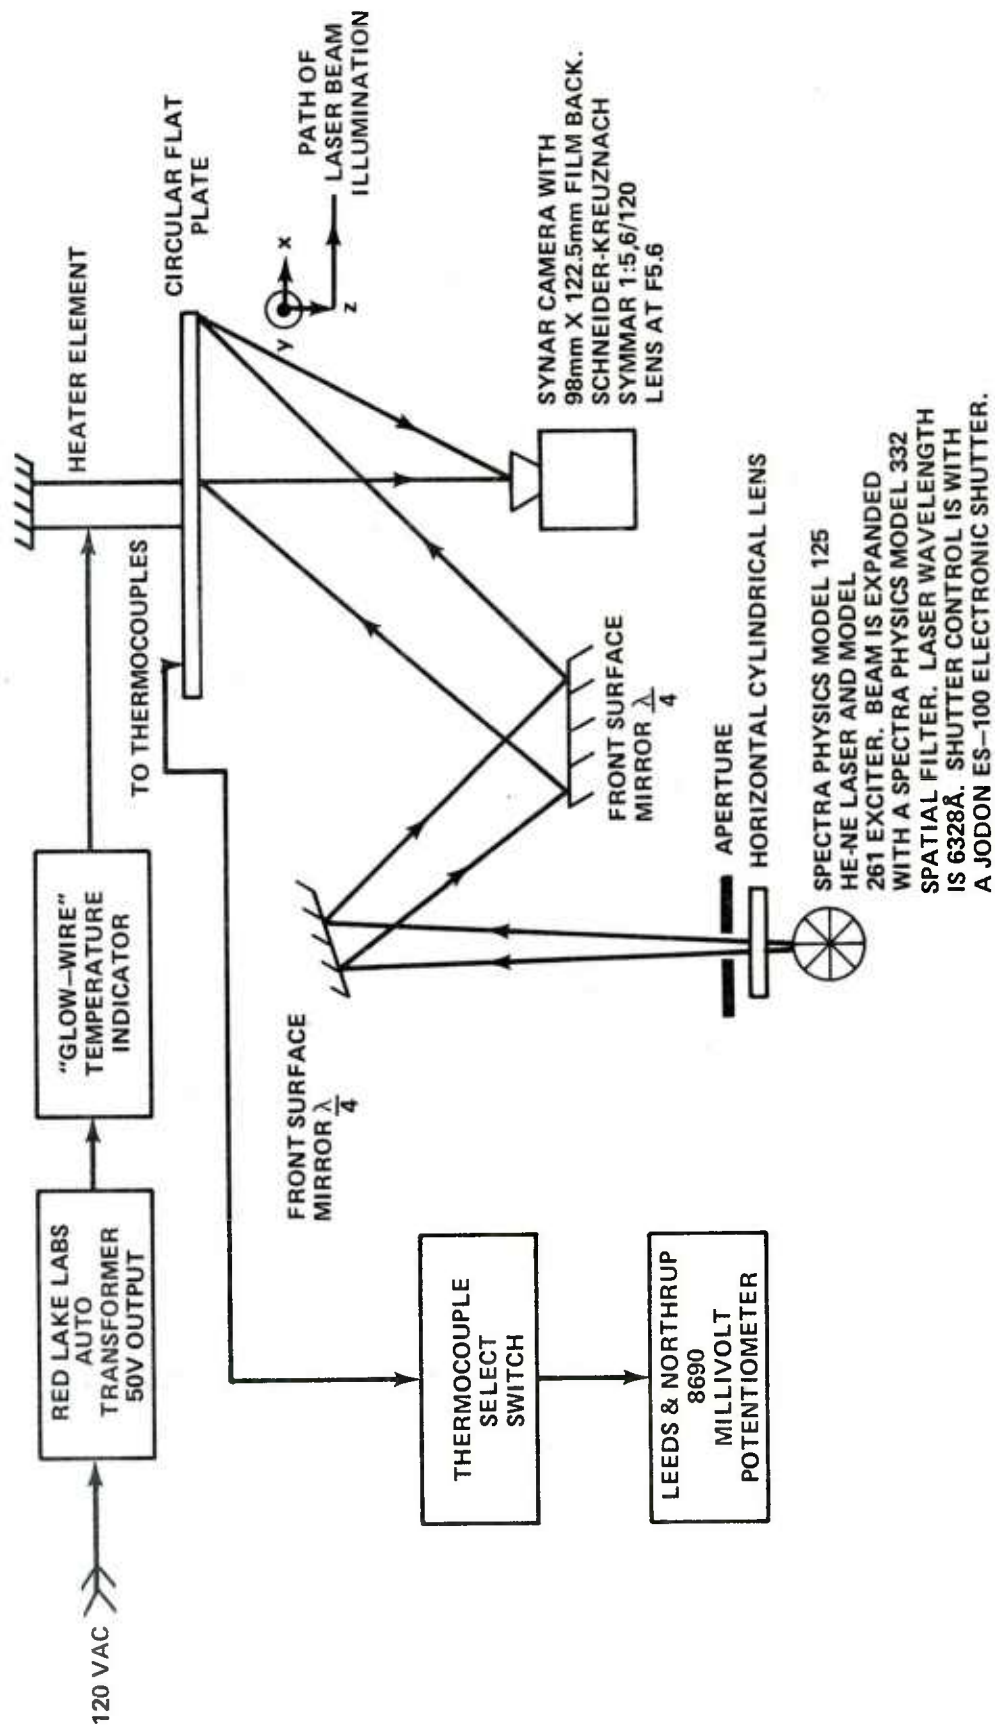 120 VAC
RED LAKE LABS
AUTO
TRANSFORMER
50V OUTPUT
"GLOW–WIRE"
TEMPERATURE
INDICATOR
HEATER ELEMENT
TO THERMOCOUPLES
CIRCULAR FLAT
PLATE
x
y
z
PATH OF
LASER BEAM
ILLUMINATION
FRONT SURFACE
MIRROR λ/4
THERMOCOUPLE
SELECT
SWITCH
LEEDS & NORTHRUP
8690
MILLIVOLT
POTENTIOMETER
FRONT SURFACE
MIRROR λ/4
SYNAR CAMERA WITH
98mm X 122.5mm FILM BACK.
SCHNEIDER-KREUZNACH
SYMMAR 1:5,6/120
LENS AT F5.6
APERTURE
HORIZONTAL CYLINDRICAL LENS
SPECTRA PHYSICS MODEL 125
HE-NE LASER AND MODEL
261 EXCITER. BEAM IS EXPANDED
WITH A SPECTRA PHYSICS MODEL 332
SPATIAL FILTER. LASER WAVELENGTH
IS 6328Å. SHUTTER CONTROL IS WITH
A JODON ES–100 ELECTRONIC SHUTTER.